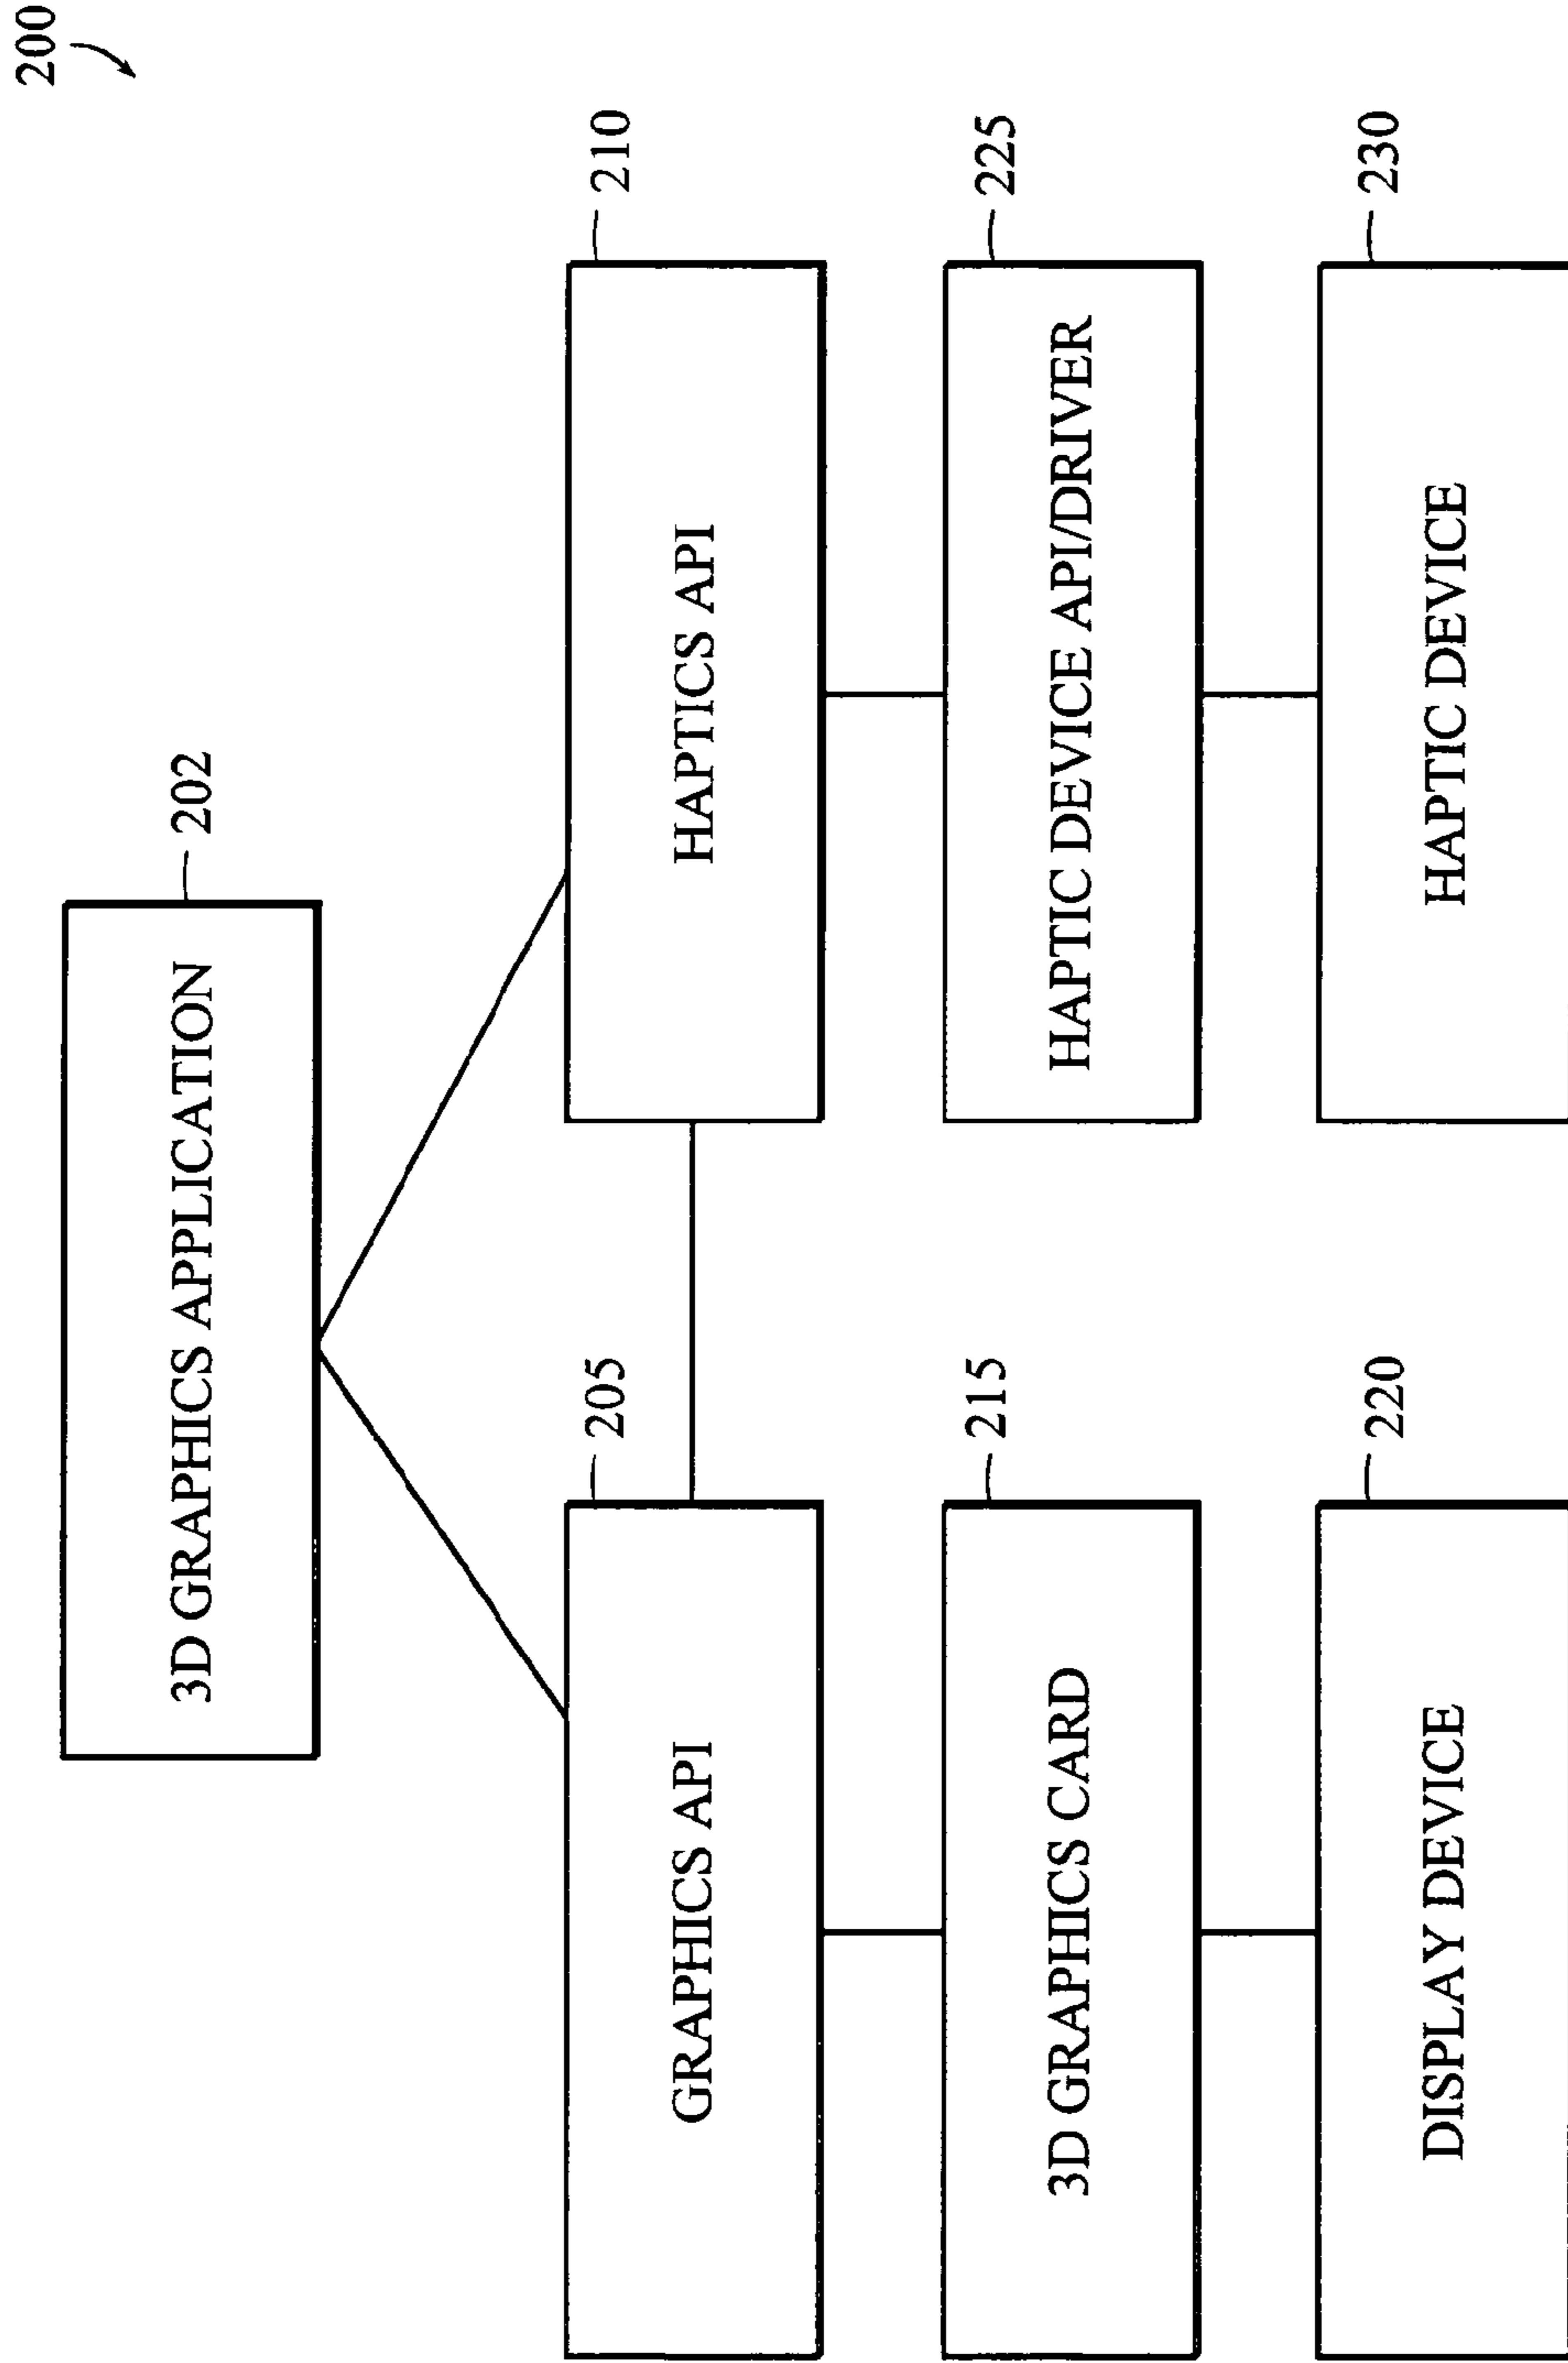 200
3D GRAPHICS APPLICATION
202
GRAPHICS API
205
HAPTICS API
210
3D GRAPHICS CARD
215
HAPTIC DEVICE API/DRIVER
225
DISPLAY DEVICE
220
HAPTIC DEVICE
230